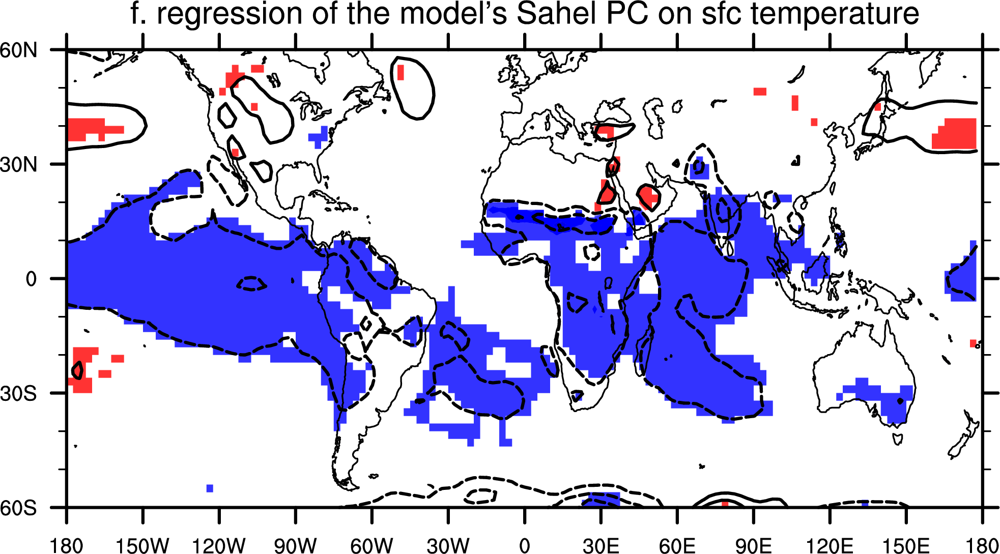 f. regression of the model's Sahel PC on sfc temperature
60N
30N
0
30S
60S
180 150W 120W 90W 60W 30W 0 30E 60E 90E 120E 150E 180